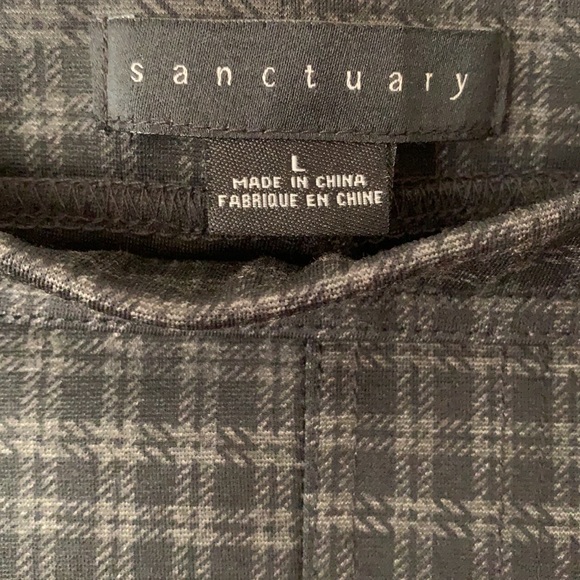 sanctuary
L
MADE IN CHINA
FABRIQUE EN CHINE